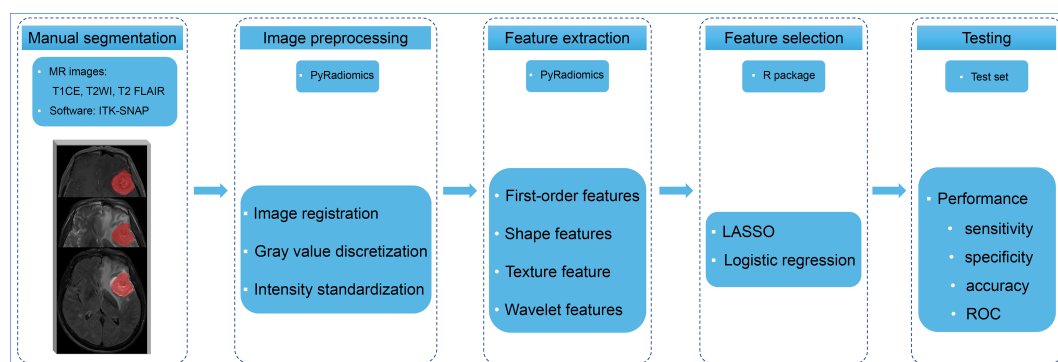 Manual segmentation
MR images:
T1CE, T2WI, T2 FLAIR
Software: ITK-SNAP
Image preprocessing
PyRadiomics
Image registration
Gray value discretization
Intensity standardization
Feature extraction
PyRadiomics
First-order features
Shape features
Texture feature
Wavelet features
Feature selection
R package
LASSO
Logistic regression
Testing
Test set
Performance
sensitivity
specificity
accuracy
ROC